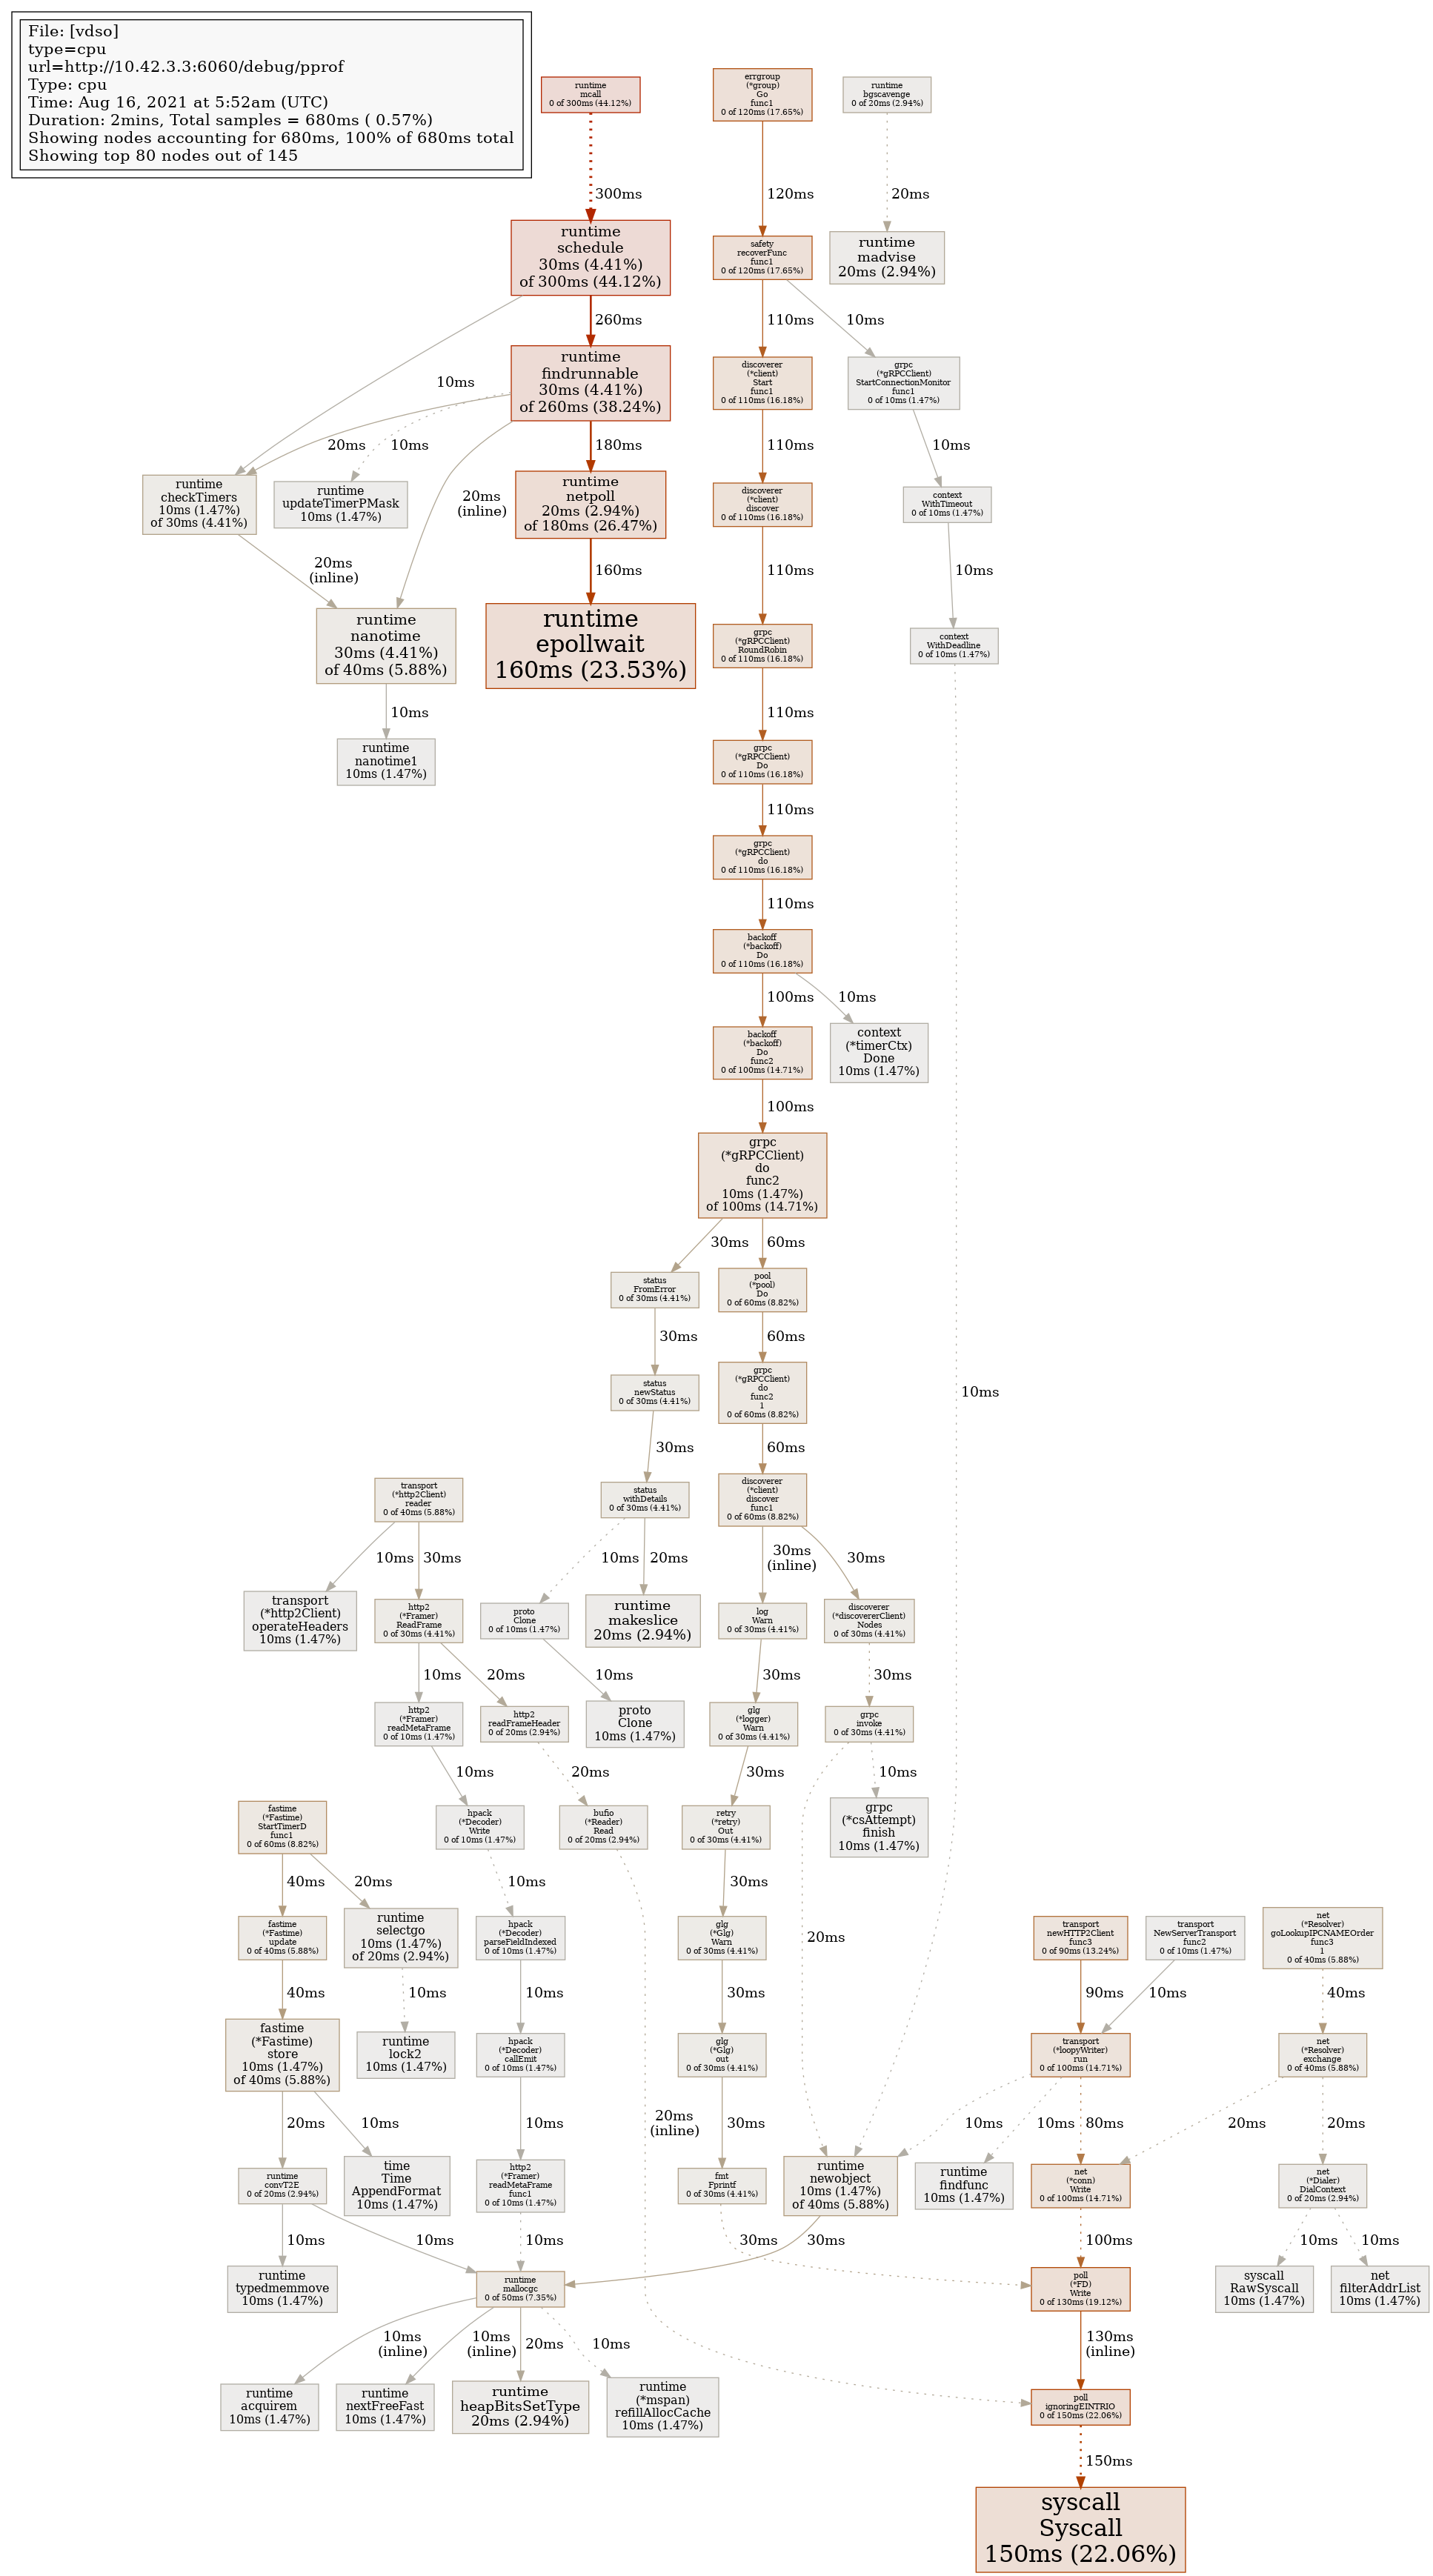 File: [vdso]
type=cpu
url=http://10.42.3.3:6060/debug/pprof
Type: cpu
Time: Aug 16, 2021 at 5:52am (UTC)
Duration: 2mins, Total samples = 680ms ( 0.57%)
Showing nodes accounting for 680ms, 100% of 680ms total
Showing top 80 nodes out of 145
runtime
mcall
0 of 300ms (44.12%)
errgroup
(*group)
Go
func1
0 of 120ms (17.65%)
runtime
bgscavenge
0 of 20ms (2.94%)
300ms
120ms
20ms
runtime
schedule
30ms (4.41%)
of 300ms (44.12%)
safety
recoverFunc
func1
0 of 120ms (17.65%)
runtime
madvise
20ms (2.94%)
260ms
110ms
10ms
runtime
findrunnable
30ms (4.41%)
of 260ms (38.24%)
discoverer
(*client)
Start
func1
0 of 110ms (16.18%)
grpc
(*gRPCClient)
StartConnectionMonitor
func1
0 of 10ms (1.47%)
10ms
20ms
10ms
180ms
110ms
10ms
runtime
checkTimers
10ms (1.47%)
of 30ms (4.41%)
runtime
updateTimerPMask
10ms (1.47%)
20ms
(inline)
runtime
netpoll
20ms (2.94%)
of 180ms (26.47%)
discoverer
(*client)
discover
0 of 110ms (16.18%)
context
WithTimeout
0 of 10ms (1.47%)
20ms
(inline)
160ms
110ms
10ms
runtime
nanotime
30ms (4.41%)
of 40ms (5.88%)
runtime
epollwait
160ms (23.53%)
grpc
(*gRPCClient)
RoundRobin
0 of 110ms (16.18%)
context
WithDeadline
0 of 10ms (1.47%)
10ms
110ms
runtime
nanotime1
10ms (1.47%)
grpc
(*gRPCClient)
Do
0 of 110ms (16.18%)
110ms
grpc
(*gRPCClient)
do
0 of 110ms (16.18%)
110ms
backoff
(*backoff)
Do
0 of 110ms (16.18%)
100ms
10ms
backoff
(*backoff)
Do
func2
0 of 100ms (14.71%)
context
(*timerCtx)
Done
10ms (1.47%)
100ms
grpc
(*gRPCClient)
do
func2
10ms (1.47%)
of 100ms (14.71%)
30ms
60ms
status
FromError
0 of 30ms (4.41%)
pool
(*pool)
Do
0 of 60ms (8.82%)
30ms
60ms
status
newStatus
0 of 30ms (4.41%)
grpc
(*gRPCClient)
do
func2
1
0 of 60ms (8.82%)
10ms
30ms
60ms
transport
(*http2Client)
reader
0 of 40ms (5.88%)
status
withDetails
0 of 30ms (4.41%)
discoverer
(*client)
discover
func1
0 of 60ms (8.82%)
10ms
30ms
10ms
20ms
30ms
(inline)
30ms
transport
(*http2Client)
operateHeaders
10ms (1.47%)
http2
(*Framer)
ReadFrame
0 of 30ms (4.41%)
proto
Clone
0 of 10ms (1.47%)
runtime
makeslice
20ms (2.94%)
log
Warn
0 of 30ms (4.41%)
discoverer
(*discovererClient)
Nodes
0 of 30ms (4.41%)
10ms
20ms
10ms
30ms
30ms
http2
(*Framer)
readMetaFrame
0 of 10ms (1.47%)
http2
readFrameHeader
0 of 20ms (2.94%)
proto
Clone
10ms (1.47%)
glg
(*logger)
Warn
0 of 30ms (4.41%)
grpc
invoke
0 of 30ms (4.41%)
10ms
20ms
30ms
10ms
fastime
(*Fastime)
StartTimerD
func1
0 of 60ms (8.82%)
hpack
(*Decoder)
Write
0 of 10ms (1.47%)
bufio
(*Reader)
Read
0 of 20ms (2.94%)
retry
(*retry)
Out
0 of 30ms (4.41%)
grpc
(*csAttempt)
finish
10ms (1.47%)
40ms
20ms
10ms
30ms
fastime
(*Fastime)
update
0 of 40ms (5.88%)
runtime
selectgo
10ms (1.47%)
of 20ms (2.94%)
hpack
(*Decoder)
parseFieldIndexed
0 of 10ms (1.47%)
glg
(*Glg)
Warn
0 of 30ms (4.41%)
20ms
transport
newHTTP2Client
func3
0 of 90ms (13.24%)
transport
NewServerTransport
func2
0 of 10ms (1.47%)
net
(*Resolver)
goLookupIPCNAMEOrder
func3
1
0 of 40ms (5.88%)
40ms
10ms
10ms
30ms
90ms
10ms
40ms
fastime
(*Fastime)
store
10ms (1.47%)
of 40ms (5.88%)
runtime
lock2
10ms (1.47%)
hpack
(*Decoder)
callEmit
0 of 10ms (1.47%)
glg
(*Glg)
out
0 of 30ms (4.41%)
transport
(*loopyWriter)
run
0 of 100ms (14.71%)
net
(*Resolver)
exchange
0 of 40ms (5.88%)
20ms
10ms
10ms
20ms
(inline)
30ms
10ms
10ms
80ms
20ms
20ms
runtime
convT2E
0 of 20ms (2.94%)
time
Time
AppendFormat
10ms (1.47%)
http2
(*Framer)
readMetaFrame
func1
0 of 10ms (1.47%)
fmt
Fprintf
0 of 30ms (4.41%)
runtime
newobject
10ms (1.47%)
of 40ms (5.88%)
runtime
findfunc
10ms (1.47%)
net
(*conn)
Write
0 of 100ms (14.71%)
net
(*Dialer)
DialContext
0 of 20ms (2.94%)
10ms
10ms
10ms
30ms
30ms
100ms
10ms
10ms
runtime
typedmemmove
10ms (1.47%)
runtime
mallocgc
0 of 50ms (7.35%)
poll
(*FD)
Write
0 of 130ms (19.12%)
syscall
RawSyscall
10ms (1.47%)
net
filterAddrList
10ms (1.47%)
10ms
(inline)
10ms
(inline)
20ms
10ms
130ms
(inline)
runtime
acquirem
10ms (1.47%)
runtime
nextFreeFast
10ms (1.47%)
runtime
heapBitsSetType
20ms (2.94%)
runtime
(*mspan)
refillAllocCache
10ms (1.47%)
poll
ignoringEINTRIO
0 of 150ms (22.06%)
150ms
syscall
Syscall
150ms (22.06%)